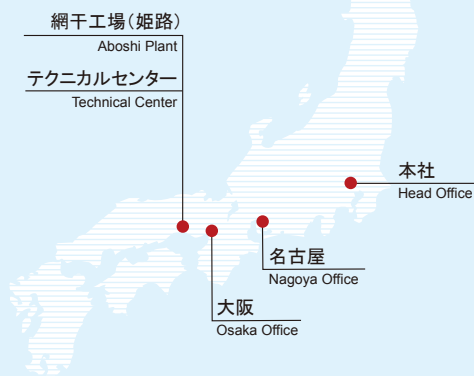 網干工場（姫路）
Aboshi Plant
テクニカルセンター
Technical Center
本社
Head Office
名古屋
Nagoya Office
大阪
Osaka Office